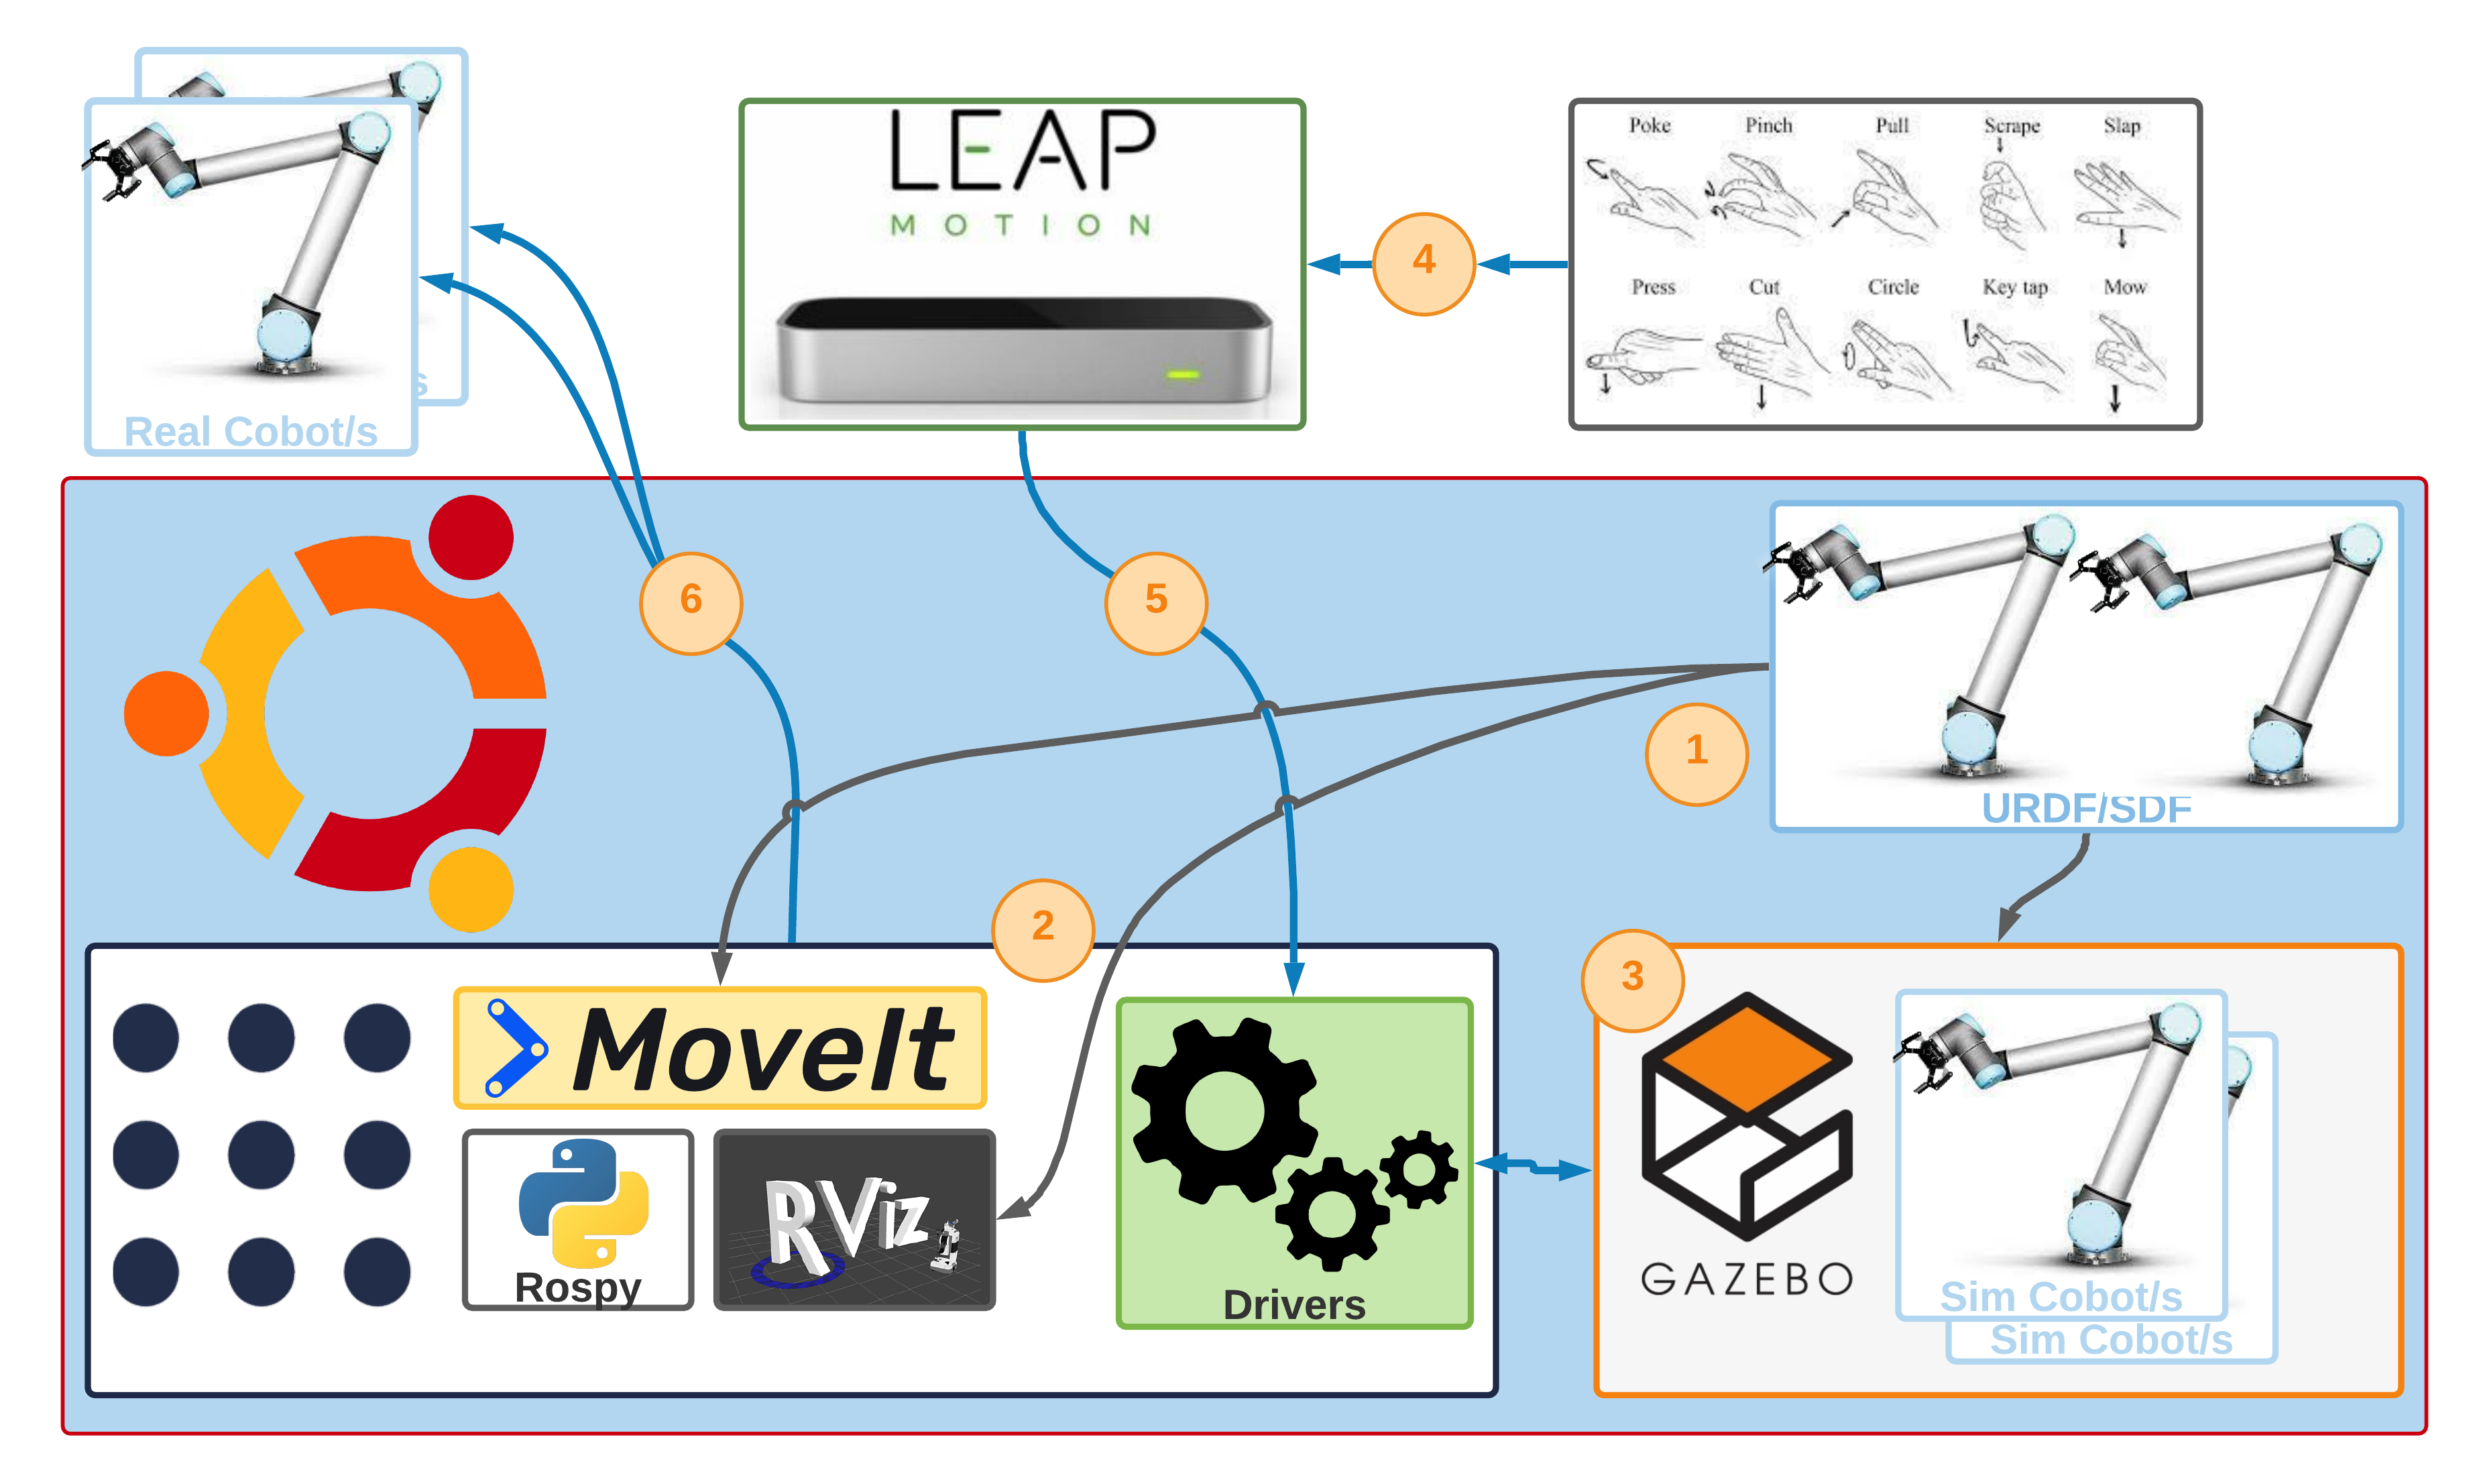 LEAP
MOTION
Poke Pinch Pull Scrape Slap
Press Cut Circle Key tap Mow
4
s
Real Cobot/s
6
5
1
URDF/SDF
2
3
MoveIt
Rospy
RViz
Drivers
GAZEBO
Sim Cobot/s
Sim Cobot/s